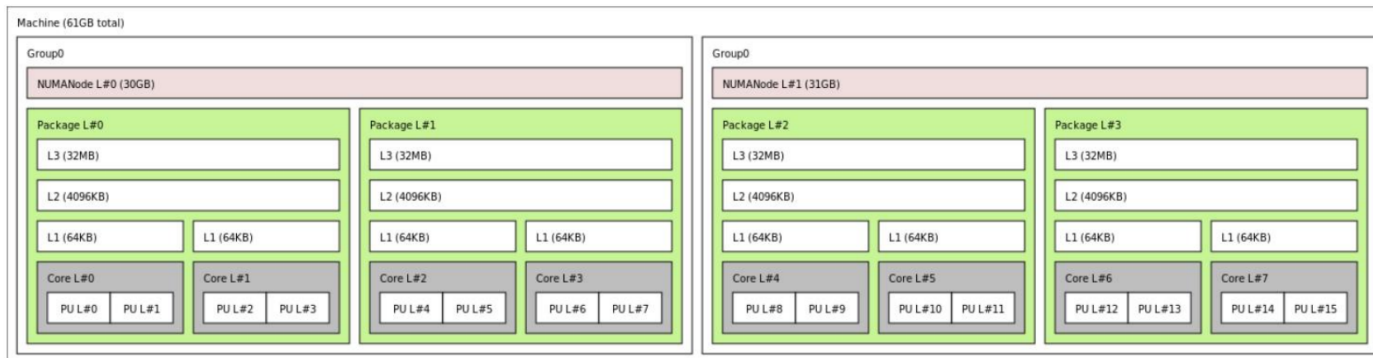 Machine (61GB total)
Group0
NUMANode L#0 (30GB)
Package L#0
L3 (32MB)
L2 (4096KB)
L1 (64KB)
L1 (64KB)
Core L#0
PU L#0
PU L#1
Core L#1
PU L#2
PU L#3
Package L#1
L3 (32MB)
L2 (4096KB)
L1 (64KB)
L1 (64KB)
Core L#2
PU L#4
PU L#5
Core L#3
PU L#6
PU L#7
Group0
NUMANode L#1 (31GB)
Package L#2
L3 (32MB)
L2 (4096KB)
L1 (64KB)
L1 (64KB)
Core L#4
PU L#8
PU L#9
Core L#5
PU L#10
PU L#11
Package L#3
L3 (32MB)
L2 (4096KB)
L1 (64KB)
L1 (64KB)
Core L#6
PU L#12
PU L#13
Core L#7
PU L#14
PU L#15